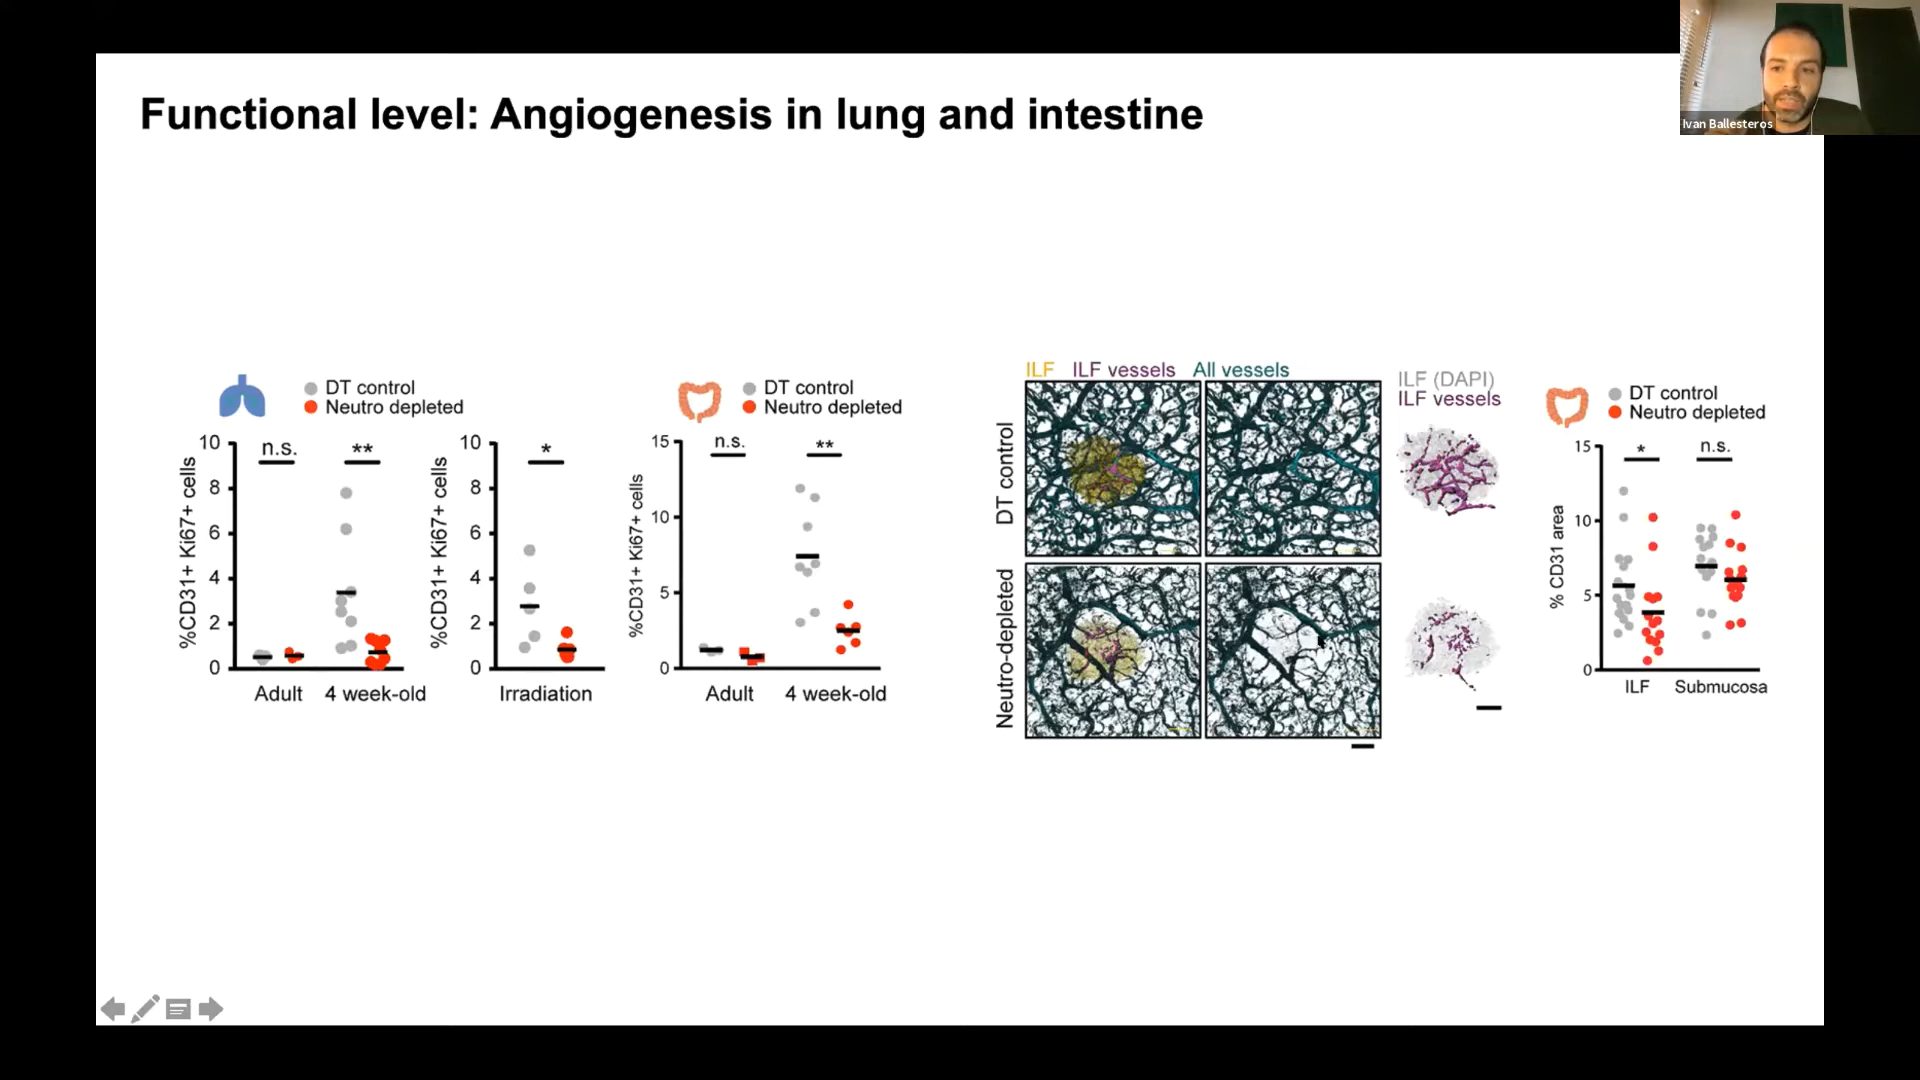 Ivan Ballesteros
Functional level: Angiogenesis in lung and intestine
DT control
Neutro depleted
%CD31+ Ki67+ cells
10
8
6
4
2
0
n.s.
**
Adult
4 week-old
%CD31+ Ki67+ cells
10
8
6
4
2
0
*
Irradiation
DT control
Neutro depleted
%CD31+ Ki67+ cells
15
10
5
0
n.s.
**
Adult
4 week-old
ILF ILF vessels All vessels
DT control
Neutro-depleted
ILF (DAPI)
ILF vessels
DT control
Neutro depleted
% CD31 area
15
10
5
0
*
n.s.
ILF
Submucosa